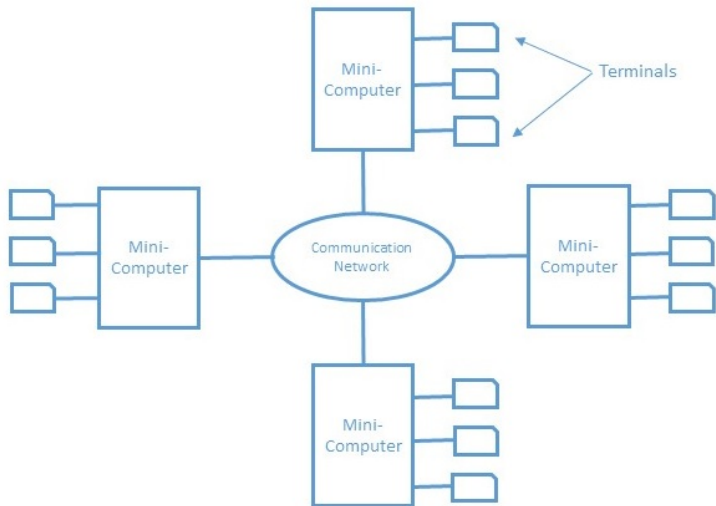 Mini-
Computer
Terminals
Mini-
Computer
Communication
Network
Mini-
Computer
Mini-
Computer